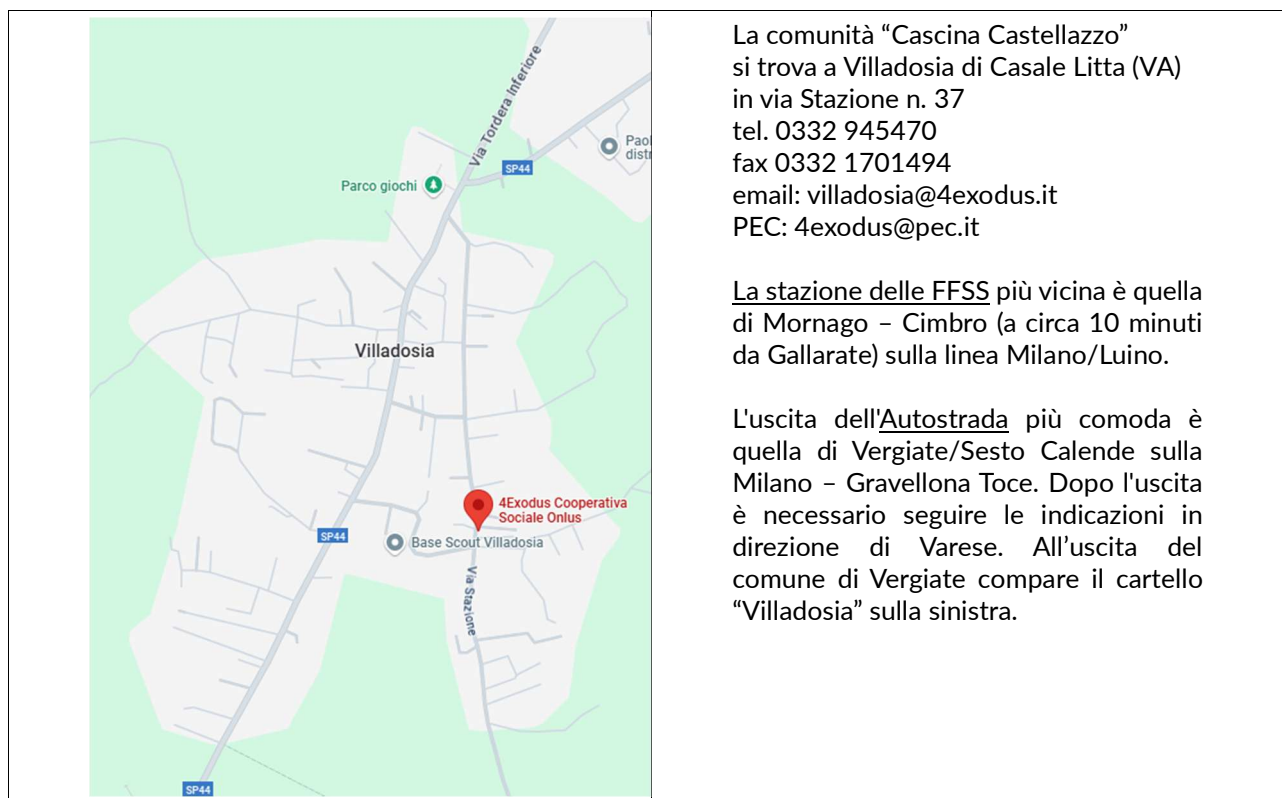 Via Tordera Inferiore
SP44
Parco giochi
Villadosia
4Exodus Cooperativa
Sociale Onlus
SP44
Base Scout Villadosia
Via Stazione
SP44
La comunità “Cascina Castellazzo”
si trova a Villadosia di Casale Litta (VA)
in via Stazione n. 37
tel. 0332 945470
fax 0332 1701494
email: villadosia@4exodus.it
PEC: 4exodus@pec.it
La stazione delle FFSS più vicina è quella
di Mornago – Cimbro (a circa 10 minuti
da Gallarate) sulla linea Milano/Luino.
L'uscita dell'Autostrada più comoda è
quella di Vergiate/Sesto Calende sulla
Milano – Gravellona Toce. Dopo l'uscita
è necessario seguire le indicazioni in
direzione di Varese. All’uscita del
comune di Vergiate compare il cartello
“Villadosia” sulla sinistra.